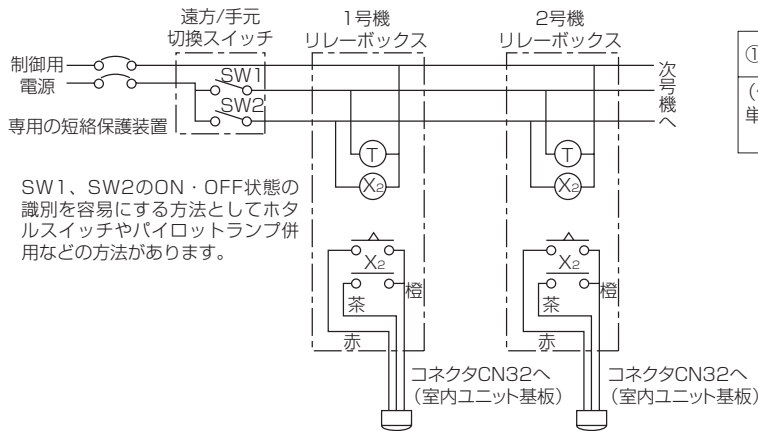 遠方/手元
切換スイッチ
1号機
リレーボックス
2号機
リレーボックス
制御用
電源
SW1
SW2
次号機へ
専用の短絡保護装置
T
X2
T
X2
SW1、SW2のON・OFF状態の
識別を容易にする方法としてホタ
ルスイッチやパイロットランプ併
用などの方法があります。
X2
茶
橙
赤
X2
茶
橙
赤
コネクタCN32へ
（室内ユニット基板）
コネクタCN32へ
（室内ユニット基板）
①
単